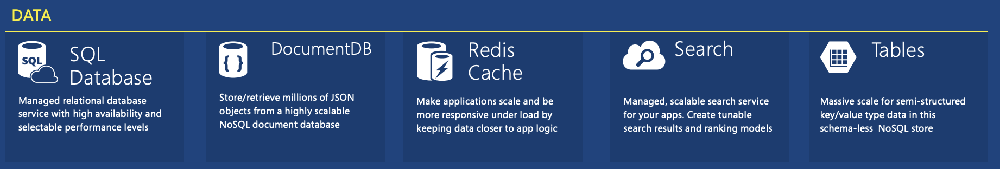 DATA
SQL
SQL
Database
Managed relational database
service with high availability and
selectable performance levels
{ }
DocumentDB
Store/retrieve millions of JSON
objects from a highly scalable
NoSQL document database
Redis
Cache
Make applications scale and be
more responsive under load by
keeping data closer to app logic
Search
Managed, scalable search service
for your apps. Create tunable
search results and ranking models
Tables
Massive scale for semi-structured
key/value type data in this
schema-less  NoSQL store